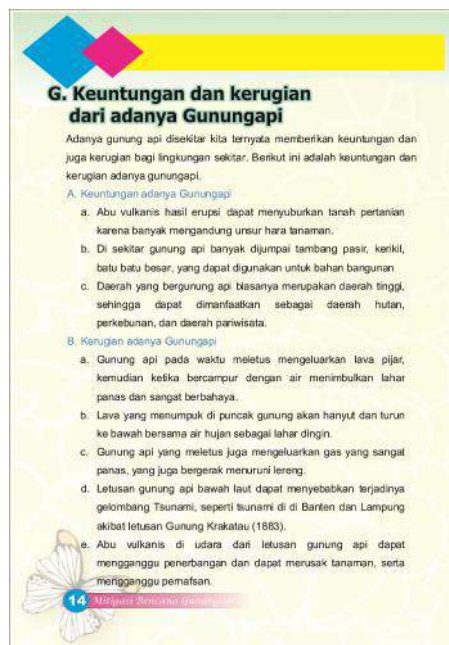 G. Keuntungan dan kerugian
dari adanya Gunungapi
Adanya gunung api disekitar kita ternyata memberikan keuntungan dan
juga kerugian bagi lingkungan sekitar. Berikut ini adalah keuntungan dan
kerugian adanya gunungapi.
A. Keuntungan adanya Gunungapi
a. Abu vulkanis hasil erupsi dapat menyuburkan tanah pertanian
karena banyak mengandung unsur hara tanaman.
b. Di sekitar gunung api banyak dijumpai tambang pasir, kerikil,
batu batu besar, yang dapat digunakan untuk bahan bangunan
c. Daerah yang bergunung api biasanya merupakan daerah tinggi,
sehingga dapat dimanfaatkan sebagai daerah hutan,
perkebunan, dan daerah pariwisata.
B. Kerugian adanya Gunungapi
a. Gunung api pada waktu meletus mengeluarkan lava pijar,
kemudian ketika bercampur dengan air menimbulkan lahar
panas dan sangat berbahaya.
b. Lava yang menumpuk di puncak gunung akan hanyut dan turun
ke bawah bersama air hujan sebagai lahar dingin.
c. Gunung api yang meletus juga mengeluarkan gas yang sangat
panas, yang juga bergerak menuruni lereng.
d. Letusan gunung api bawah laut dapat menyebabkan terjadinya
gelombang Tsunami, seperti tsunami di di Banten dan Lampung
akibat letusan Gunung Krakatau (1883).
e. Abu vulkanis di udara dari letusan gunung api dapat
mengganggu penerbangan dan dapat merusak tanaman, serta
mengganggu pernafsan.
14 Mitigasi Bencana Gunungapi